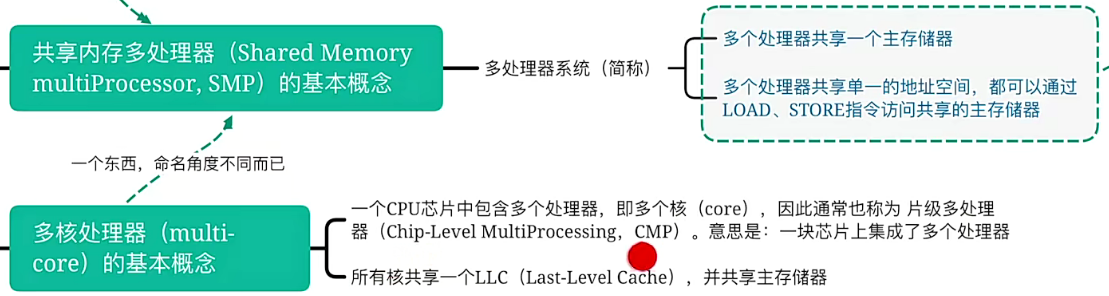 共享内存多处理器（Shared Memory
multiProcessor, SMP）的基本概念
多处理器系统（简称）
多个处理器共享一个主存储器
多个处理器共享单一的地址空间，都可以通过
LOAD、STORE指令访问共享的主存储器
一个东西，命名角度不同而已
多核处理器（multi-
core）的基本概念
一个CPU芯片中包含多个处理器，即多个核（core），因此通常也称为 片级多处理
器（Chip-Level MultiProcessing，CMP）。意思是：一块芯片上集成了多个处理器
所有核共享一个LLC（Last-Level Cache），并共享主存储器